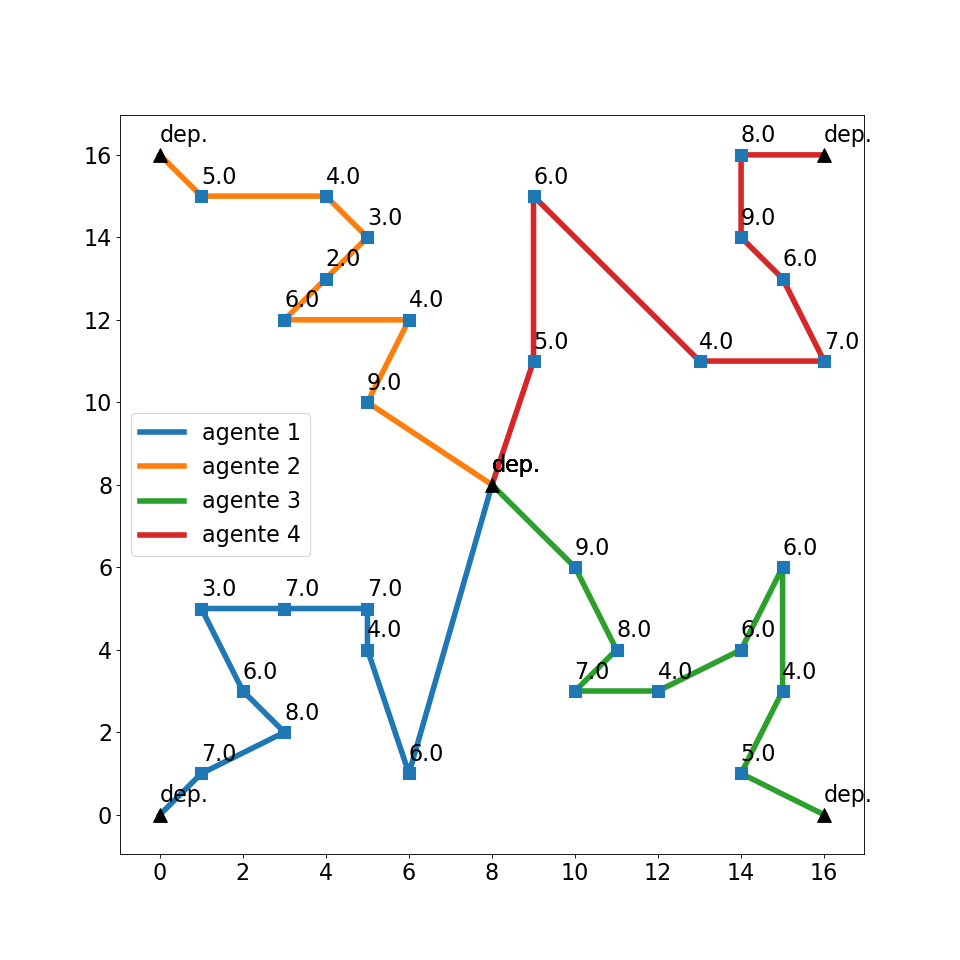 dep. 8.0 dep.
16
5.0 4.0 6.0
3.0 9.0
14
2.0 6.0
6.0 4.0
12
5.0 4.0 7.0
9.0
10
agente 1
agente 2
agente 3
agente 4
dep.
8
9.0 6.0
6
3.0 7.0 7.0
4.0 8.0 6.0
4
6.0 7.0 4.0 4.0
8.0
2
7.0 6.0 5.0
dep. dep.
0
0 2 4 6 8 10 12 14 16